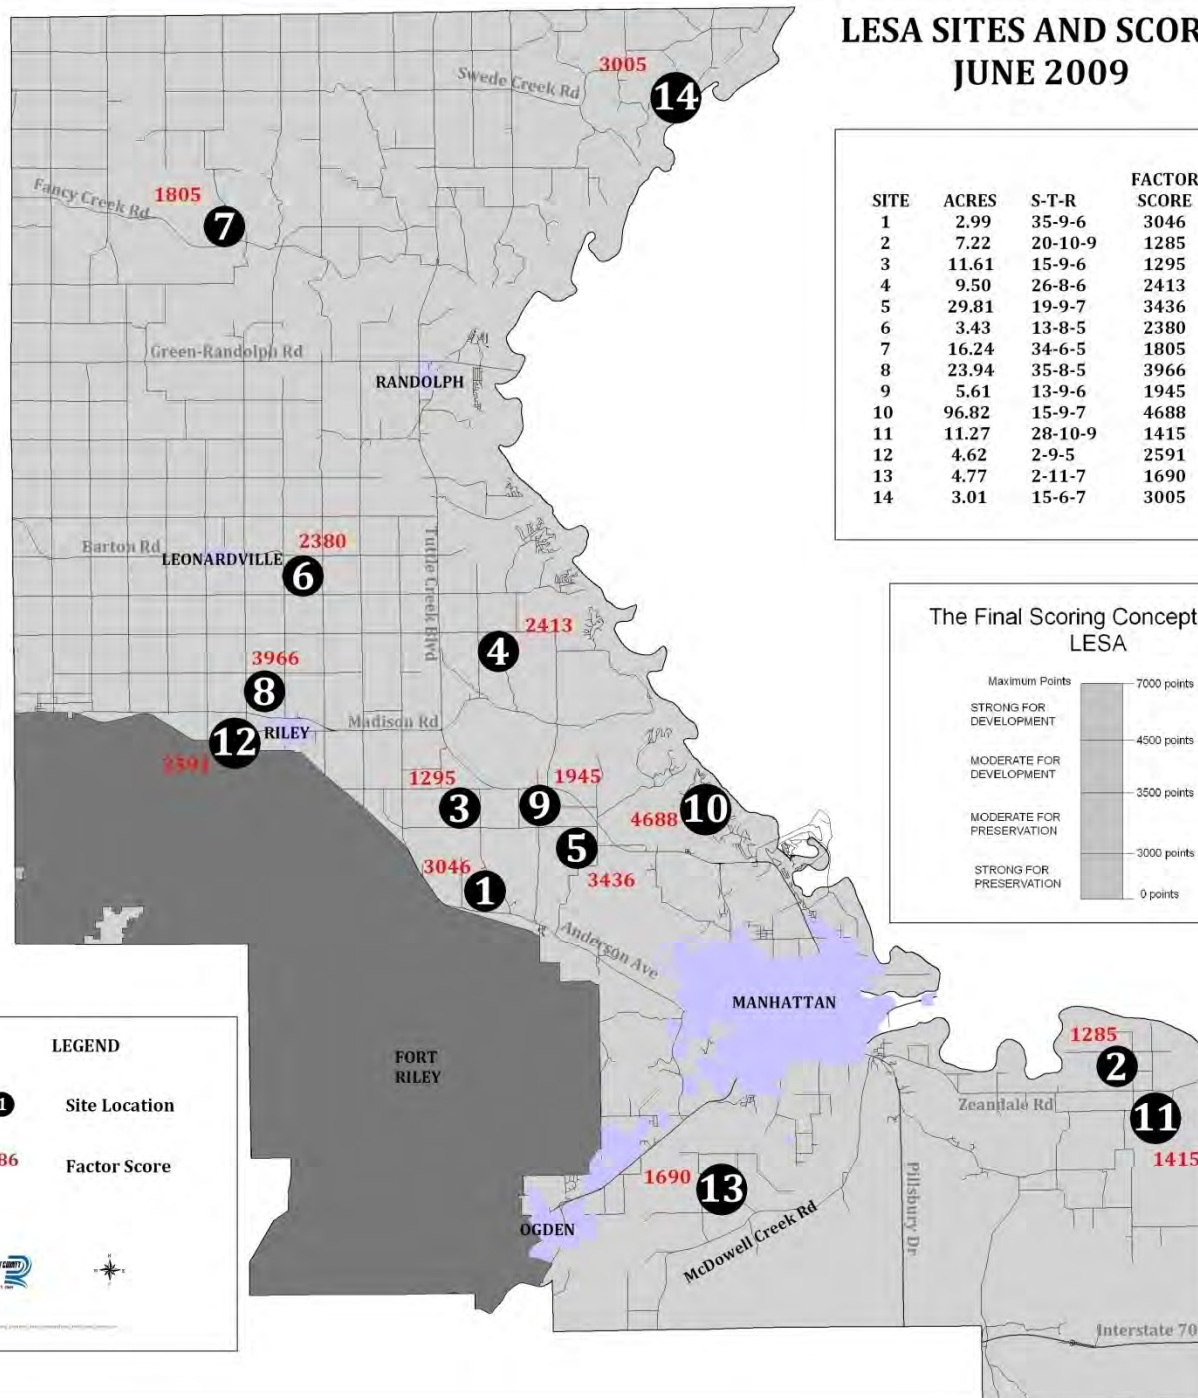 LESA SITES AND SCOR
JUNE 2009
SITE ACRES S-T-R FACTOR SCORE
1 2.99 35-9-6 3046
2 7.22 20-10-9 1285
3 11.61 15-9-6 1295
4 9.50 26-8-6 2413
5 29.81 19-9-7 3436
6 3.43 13-8-5 2380
7 16.24 34-6-5 1805
8 23.94 35-8-5 3966
9 5.61 13-9-6 1945
10 96.82 15-9-7 4688
11 11.27 28-10-9 1415
12 4.62 2-9-5 2591
13 4.77 2-11-7 1690
14 3.01 15-6-7 3005
The Final Scoring Concept
LESA
Maximum Points
7000 points
STRONG FOR
DEVELOPMENT
4500 points
MODERATE FOR
DEVELOPMENT
3500 points
MODERATE FOR
PRESERVATION
3000 points
STRONG FOR
PRESERVATION
0 points
3005
Swede Creek Rd
14
1805
Fancy Creek Rd
7
Green-Randolph Rd
RANDOLPH
2380
Barton Rd
LEONARDVILLE
6
Tuttle Creek Blvd
2413
4
3966
8
Madison Rd
RILEY
12
2591
1295
3
1945
9
4688
10
5
3436
3046
1
Anderson Ave
MANHATTAN
FORT
RILEY
1285
2
Zeandale Rd
11
1415
1690
13
Pillsbury Dr
OGDEN
McDowell Creek Rd
Interstate 70
LEGEND
1 Site Location
86 Factor Score